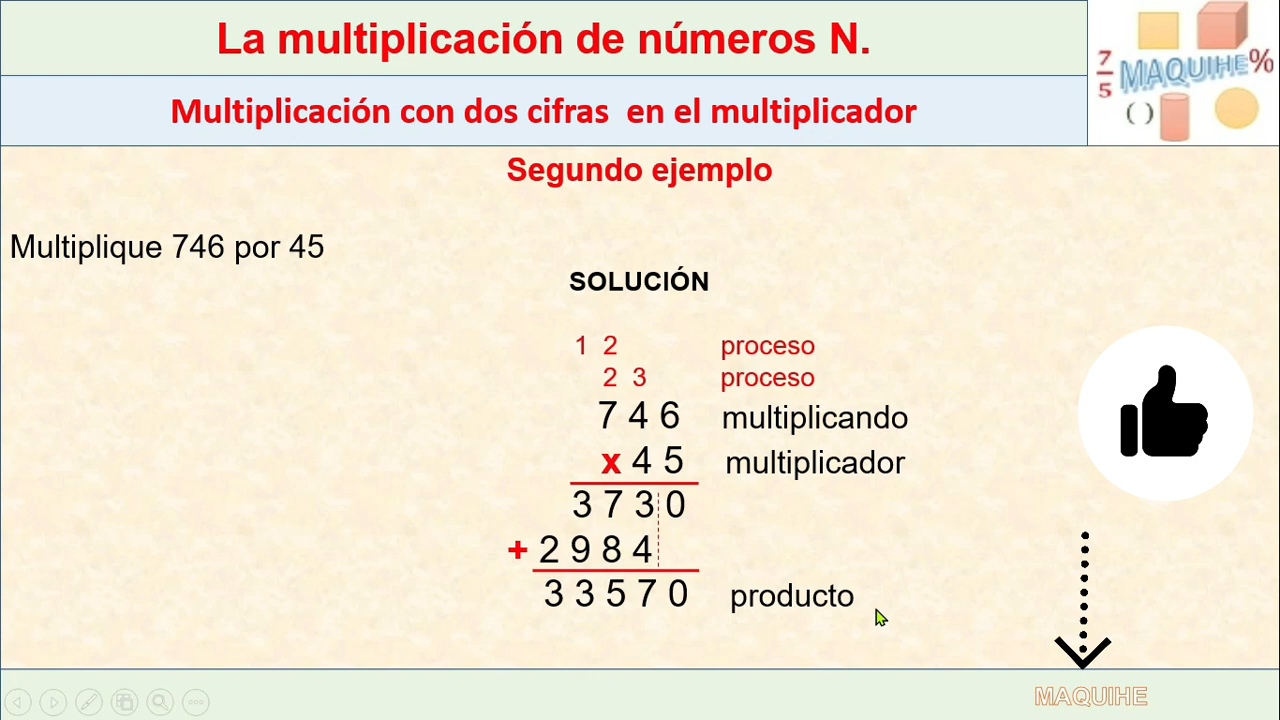 La multiplicación de números N.
7
5
MAQUIHE %
( )
Multiplicación con dos cifras en el multiplicador
Segundo ejemplo
Multiplique 746 por 45
SOLUCIÓN
1 2 proceso
2 3 proceso
7 4 6 multiplicando
x 4 5 multiplicador
3 7 3 0
+ 2 9 8 4
3 3 5 7 0 producto
MAQUIHE